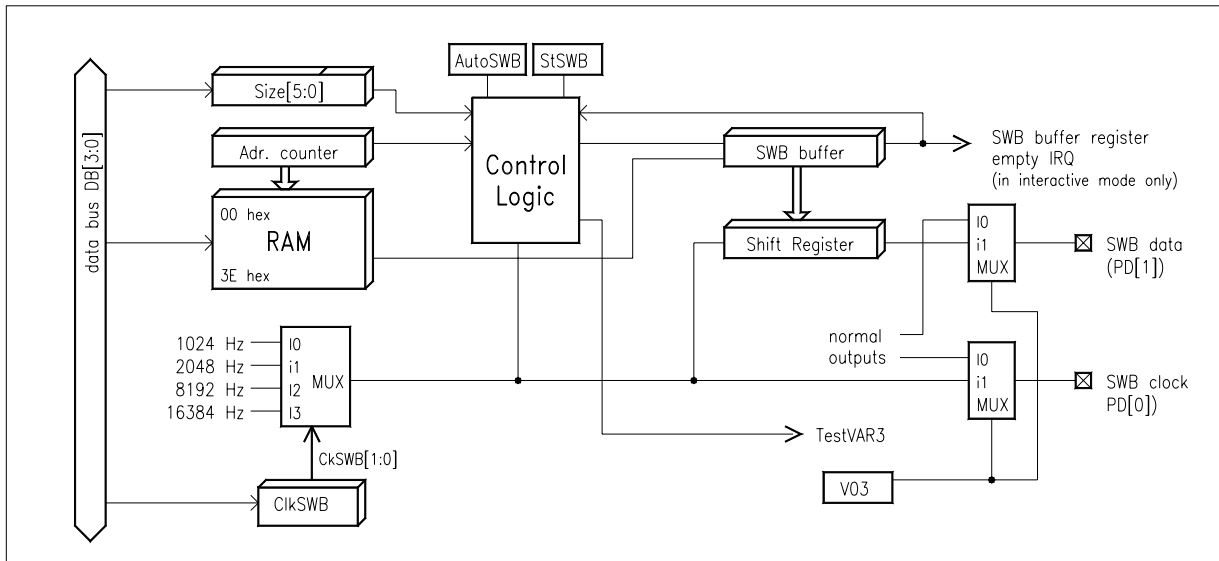 AutoSWB
StSWB
data bus DB[3:0]
Size[5:0]
Adr. counter
00 hex
RAM
3E hex
Control
Logic
SWB buffer
Shift Register
SWB buffer register
empty IRQ
(in interactive mode only)
I0
i1
MUX
SWB data
(PD[1])
normal
outputs
I0
i1
MUX
SWB clock
PD[0])
1024 Hz
2048 Hz
8192 Hz
16384 Hz
I0
i1
I2
I3
MUX
CkSWB[1:0]
ClkSWB
TestVAR3
V03